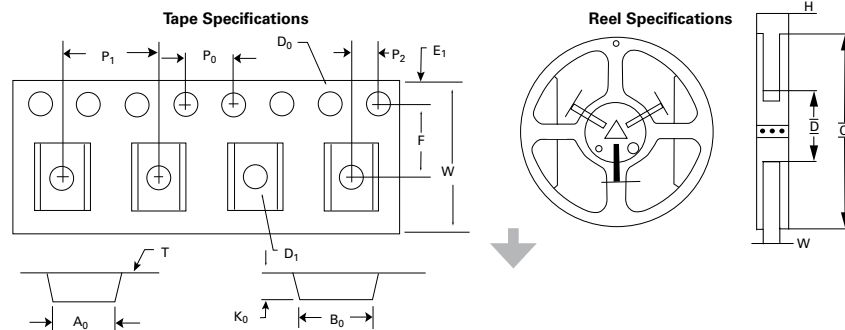 Tape Specifications
Reel Specifications
H
P1
P0
D0
P2
E1
F
W
D
C
T
D1
W
A0
K0
B0